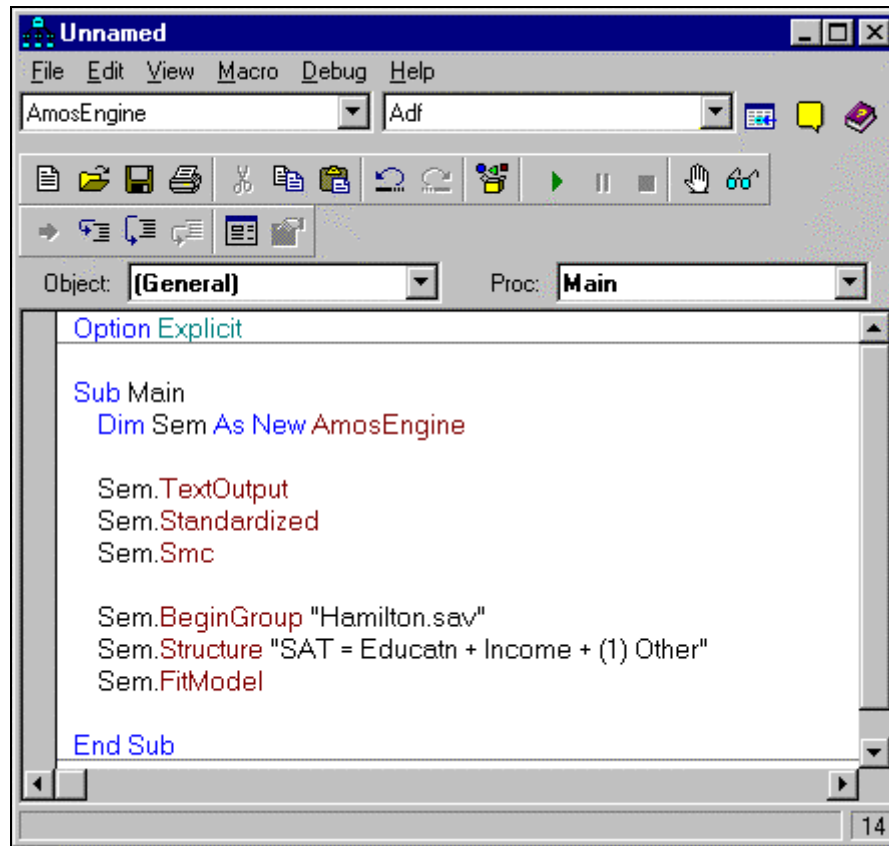 Unnamed
File Edit View Macro Debug Help
AmosEngine Adf
Object: (General) Proc: Main
Option Explicit
Sub Main
Dim Sem As New AmosEngine
Sem.TextOutput
Sem.Standardized
Sem.Smc
Sem.BeginGroup "Hamilton.sav"
Sem.Structure "SAT = Educatn + Income + (1) Other"
Sem.FitModel
End Sub
14